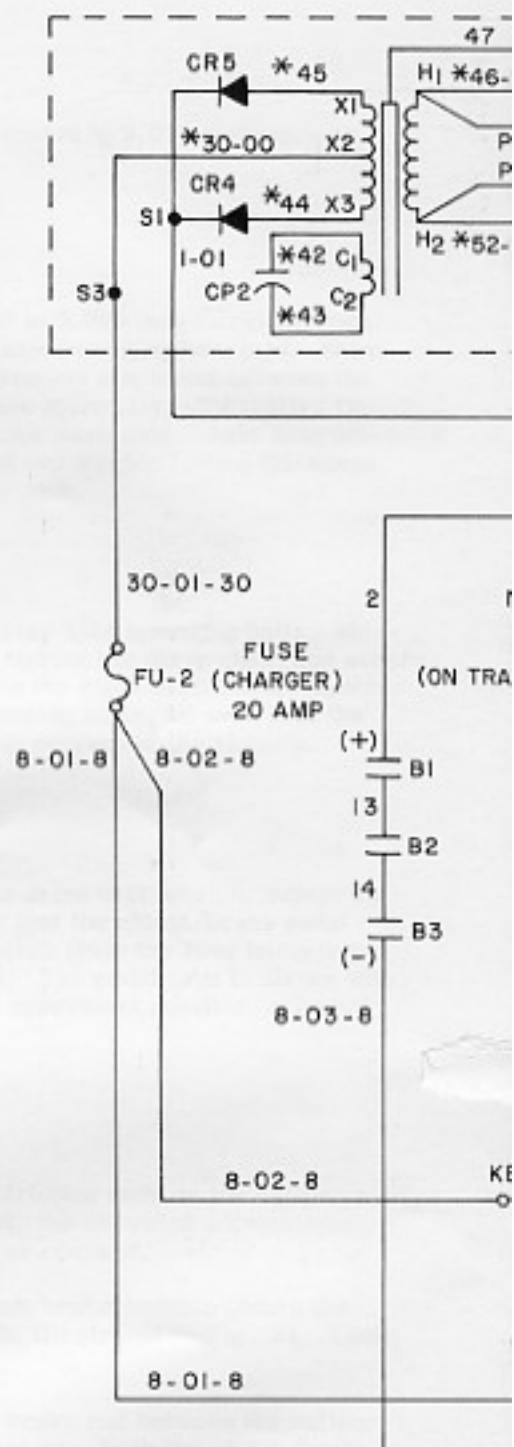 47
CR5 *45 X1 H1 *46-
*30-00 X2 P
CR4 P
S1 *44 X3
1-01 *42 C1 H2 *52-
S3 CP2 C2
*43
30-01-30
2
FUSE
FU-2 (CHARGER) (ON TRA
20 AMP
8-01-8 8-02-8 (+)
B1
13
B2
14
B3
(-)
8-03-8
8-02-8 KE
8-01-8